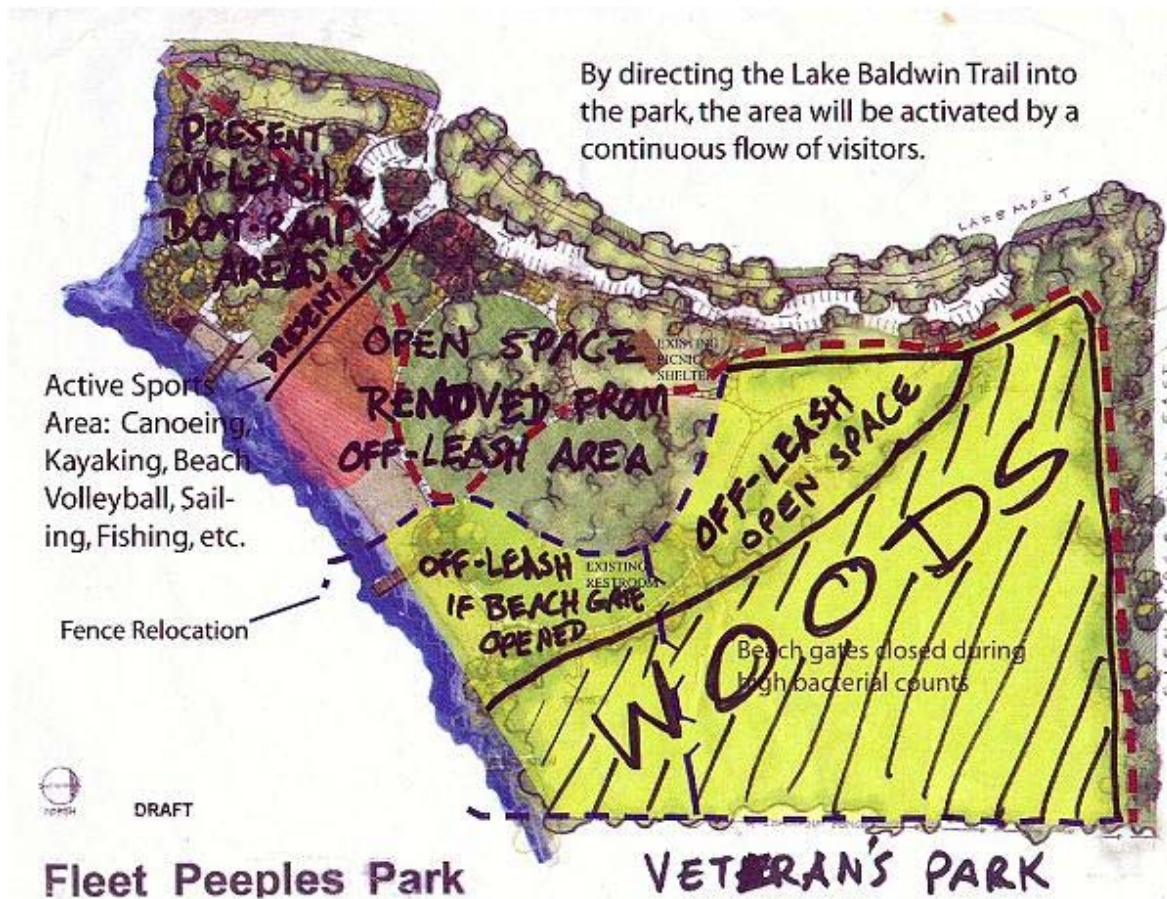 By directing the Lake Baldwin Trail into
the park, the area will be activated by a
continuous flow of visitors.
PRESENT
ON-LEASH &
BOAT-RAMP
AREAS
PRESENT FENCE
LAKEMONT
OPEN SPACE
REMOVED FROM
OFF-LEASH AREA
EXISTING
PICNIC
SHELTER
Active Sports
Area: Canoeing,
Kayaking, Beach
Volleyball, Sail-
ing, Fishing, etc.
OFF-LEASH
OPEN SPACE
OFF-LEASH
IF BEACH GATE
OPENED
EXISTING
RESTROOM
Fence Relocation
WOODS
Beach gates closed during
high bacterial counts
NORTH
DRAFT
Fleet Peeples Park
VETERAN'S PARK